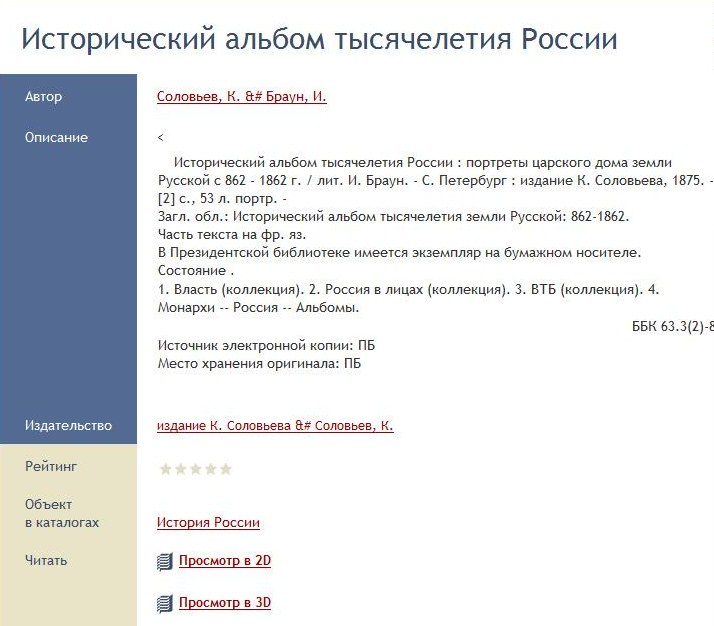 Исторический альбом тысячелетия России
Автор
Соловьев, К. &# Браун, И.
Описание
<
Исторический альбом тысячелетия России : портреты царского дома земли
Русской с 862 - 1862 г. / лит. И. Браун. - С. Петербург : издание К. Соловьева, 1875. -
[2] с., 53 л. портр. -
Загл. обл.: Исторический альбом тысячелетия земли Русской: 862-1862.
Часть текста на фр. яз.
В Президентской библиотеке имеется экземпляр на бумажном носителе.
Состояние .
1. Власть (коллекция). 2. Россия в лицах (коллекция). 3. ВТБ (коллекция). 4.
Монархи -- Россия -- Альбомы.
ББК 63.3(2)-8
Источник электронной копии: ПБ
Место хранения оригинала: ПБ
Издательство
издание К. Соловьева &# Соловьев, К.
Рейтинг
Объект
в каталогах
История России
Читать
Просмотр в 2D
Просмотр в 3D